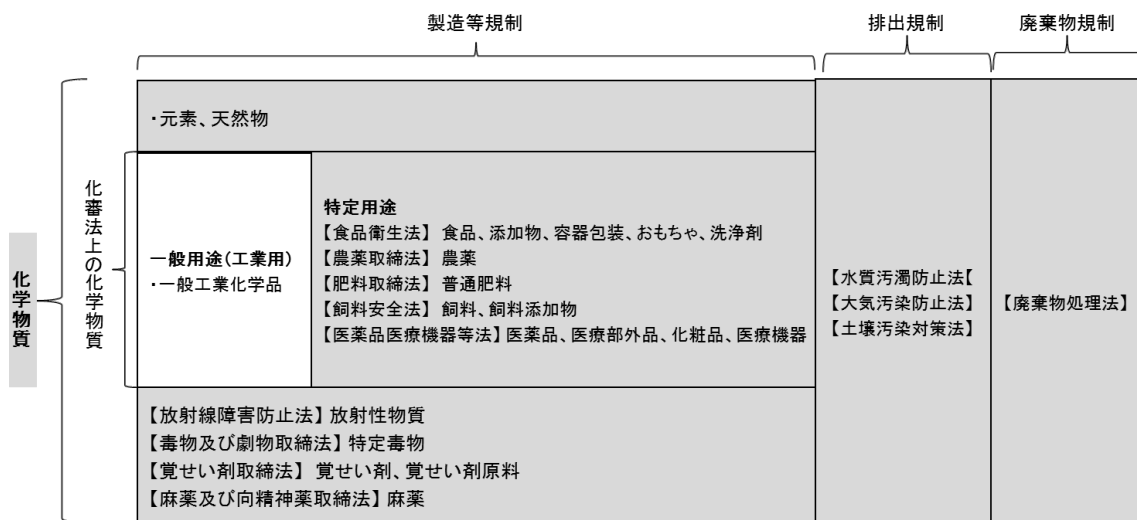 製造等規制
排出規制
廃棄物規制
化学物質
化審法上の化学物質
・元素、天然物
一般用途(工業用)
・一般工業化学品
特定用途
【食品衛生法】 食品、添加物、容器包装、おもちゃ、洗浄剤
【農薬取締法】 農薬
【肥料取締法】 普通肥料
【飼料安全法】 飼料、飼料添加物
【医薬品医療機器等法】医薬品、医療部外品、化粧品、医療機器
【放射線障害防止法】放射性物質
【毒物及び劇物取締法】特定毒物
【覚せい剤取締法】 覚せい剤、覚せい剤原料
【麻薬及び向精神薬取締法】麻薬
【水質汚濁防止法【
【大気汚染防止法】
【土壌汚染対策法】
【廃棄物処理法】